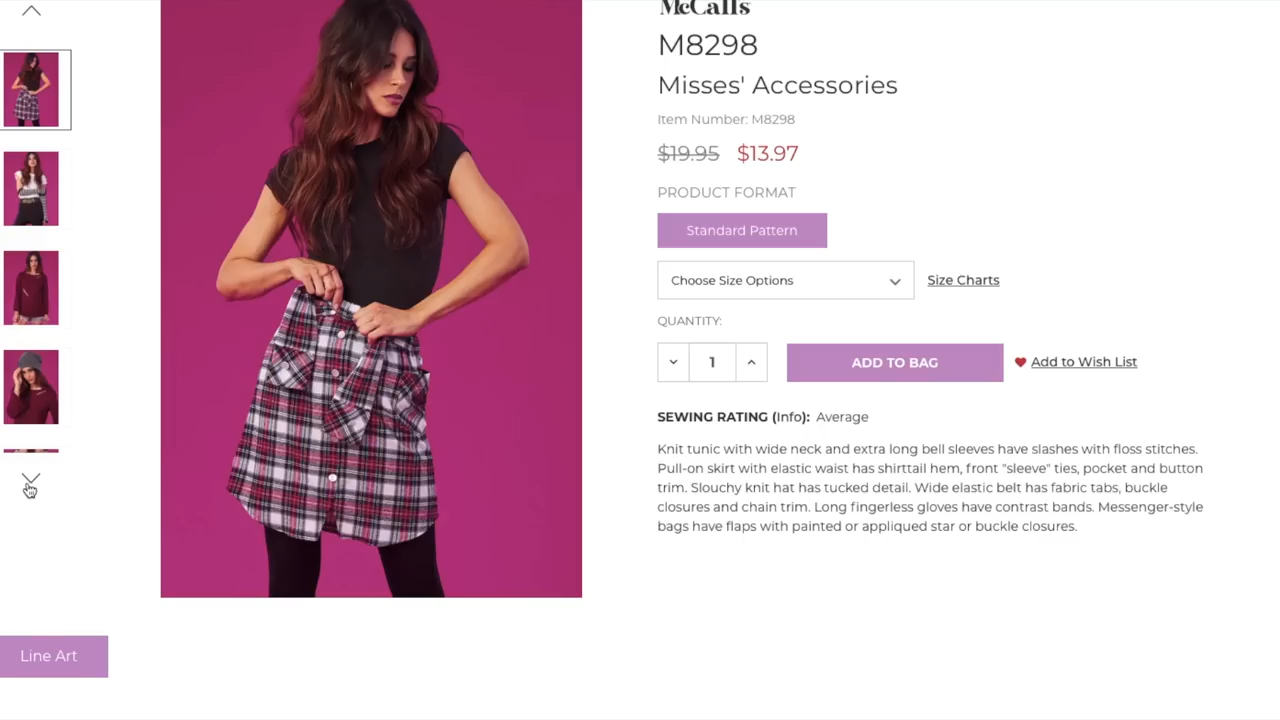 McCalls
M8298
Misses' Accessories
Item Number: M8298
$19.95 $13.97
PRODUCT FORMAT
Standard Pattern
Choose Size Options
Size Charts
QUANTITY:
1
ADD TO BAG
Add to Wish List
SEWING RATING (Info): Average
Knit tunic with wide neck and extra long bell sleeves have slashes with floss stitches.
Pull-on skirt with elastic waist has shirttail hem, front "sleeve" ties, pocket and button
trim. Slouchy knit hat has tucked detail. Wide elastic belt has fabric tabs, buckle
closures and chain trim. Long fingerless gloves have contrast bands. Messenger-style
bags have flaps with painted or appliqued star or buckle closures.
Line Art